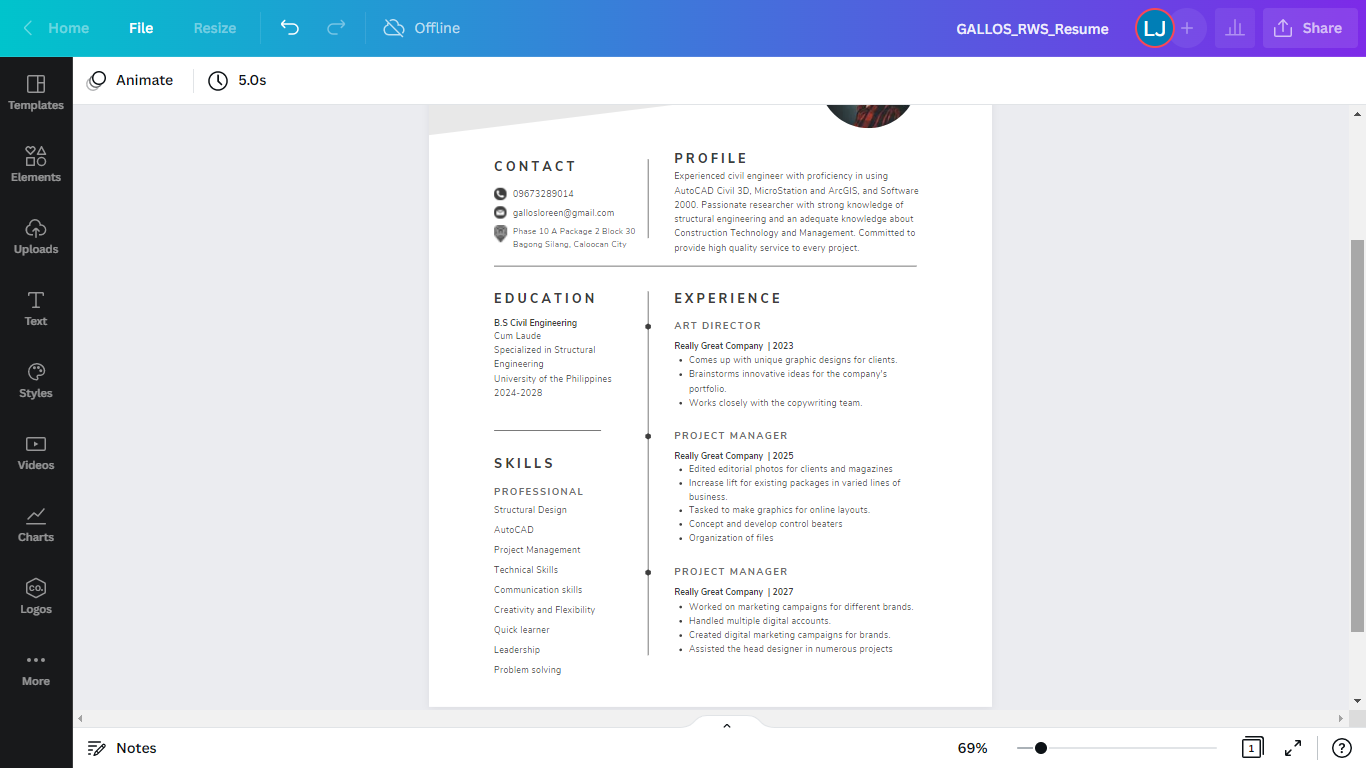 Home
File
Resize
Offline
GALLOS_RWS_Resume
LJ
+
Share
Animate
5.0s
Templates
Elements
Uploads
Text
Styles
Videos
Charts
CO.
Logos
More
CONTACT
09673289014
gallosloreen@gmail.com
Phase 10 A Package 2 Block 30
Bagong Silang, Caloocan City
PROFILE
Experienced civil engineer with proficiency in using
AutoCAD Civil 3D, MicroStation and ArcGIS, and Software
2000. Passionate researcher with strong knowledge of
structural engineering and an adequate knowledge about
Construction Technology and Management. Committed to
provide high quality service to every project.
EDUCATION
B.S Civil Engineering
Cum Laude
Specialized in Structural
Engineering
University of the Philippines
2024-2028
SKILLS
PROFESSIONAL
Structural Design
AutoCAD
Project Management
Technical Skills
Communication skills
Creativity and Flexibility
Quick learner
Leadership
Problem solving
EXPERIENCE
ART DIRECTOR
Really Great Company | 2023
• Comes up with unique graphic designs for clients.
• Brainstorms innovative ideas for the company's
portfolio.
• Works closely with the copywriting team.
PROJECT MANAGER
Really Great Company | 2025
• Edited editorial photos for clients and magazines
• Increase lift for existing packages in varied lines of
business.
• Tasked to make graphics for online layouts.
• Concept and develop control beaters
• Organization of files
PROJECT MANAGER
Really Great Company | 2027
• Worked on marketing campaigns for different brands.
• Handled multiple digital accounts.
• Created digital marketing campaigns for brands.
• Assisted the head designer in numerous projects
Notes
69%
1
?